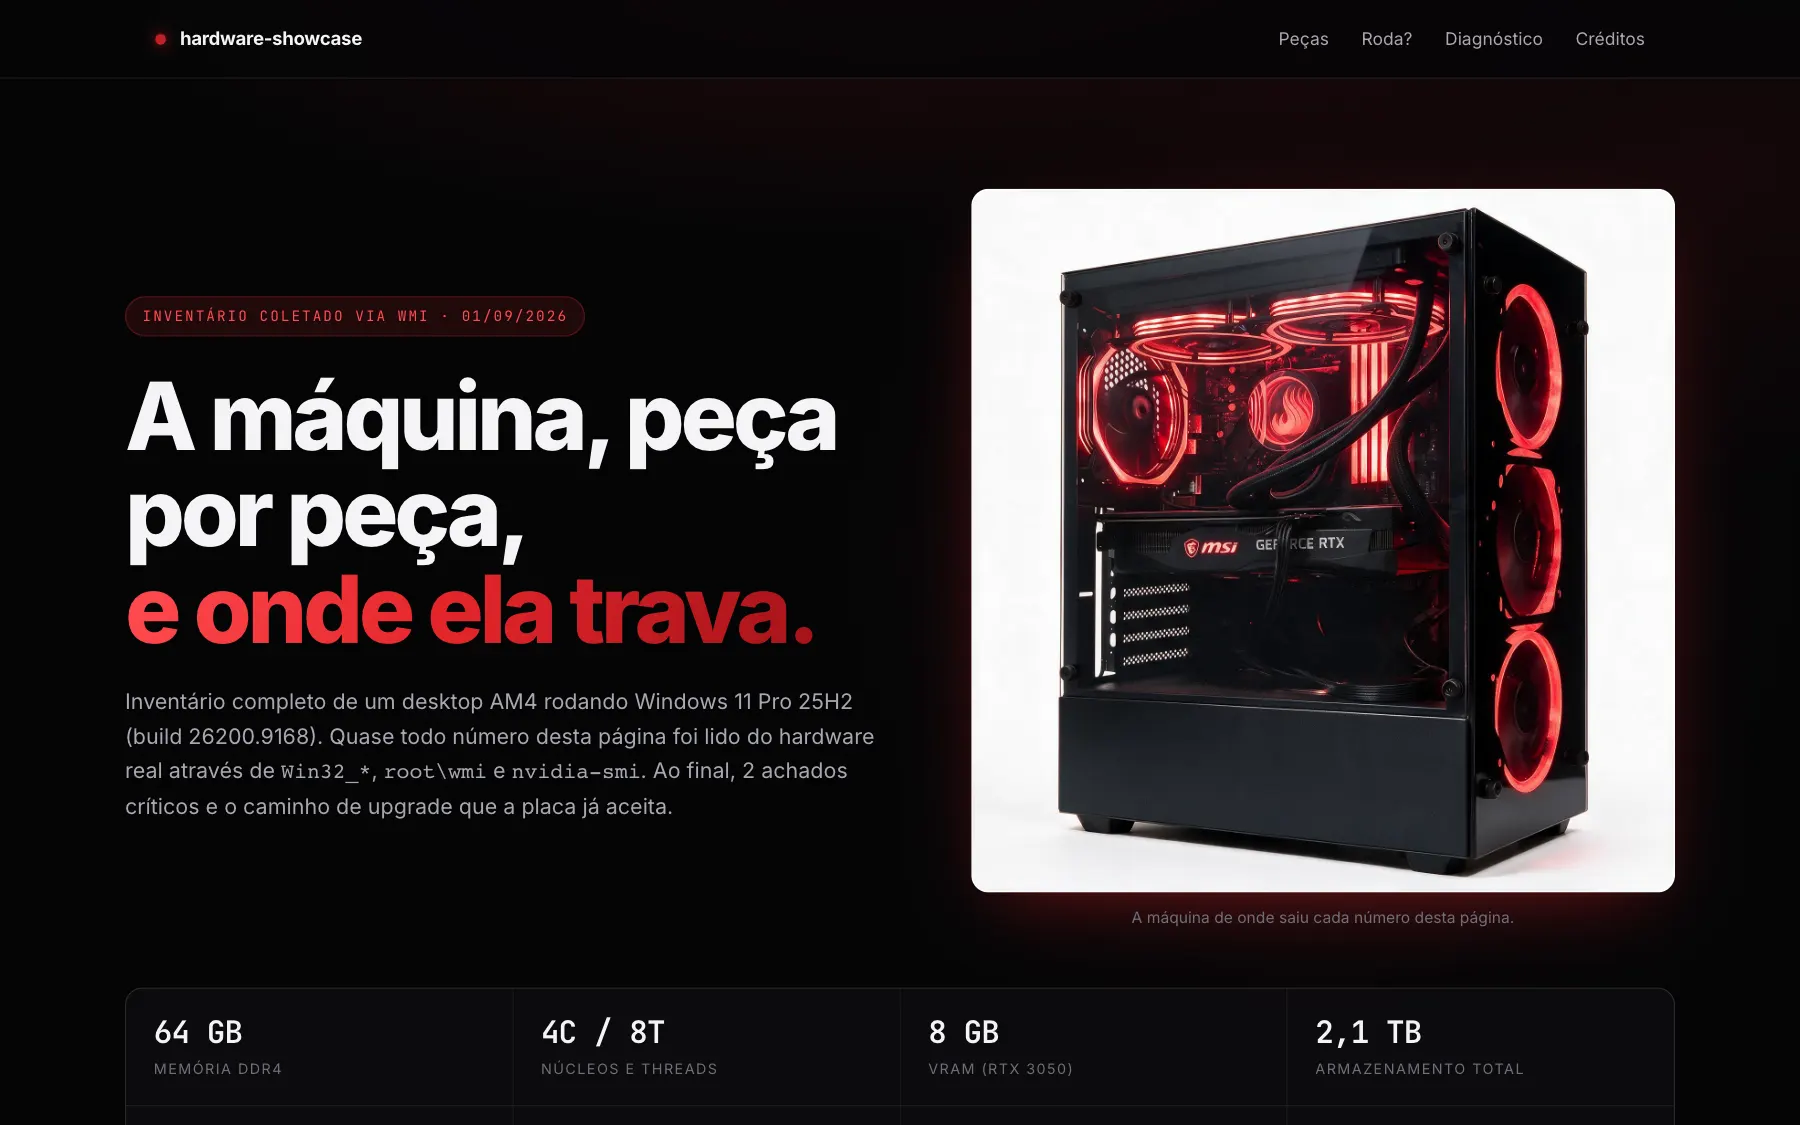 hardware-showcase
Peças
Roda?
Diagnóstico
Créditos
INVENTÁRIO COLETADO VIA WMI · 01/09/2026
A máquina, peça
por peça,
e onde ela trava.
Inventário completo de um desktop AM4 rodando Windows 11 Pro 25H2
(build 26200.9168). Quase todo número desta página foi lido do hardware
real através de Win32_*, root\wmi e nvidia-smi. Ao final, 2 achados
críticos e o caminho de upgrade que a placa já aceita.
msi
GEFORCE RTX
A máquina de onde saiu cada número desta página.
64 GB
MEMÓRIA DDR4
4C / 8T
NÚCLEOS E THREADS
8 GB
VRAM (RTX 3050)
2,1 TB
ARMAZENAMENTO TOTAL